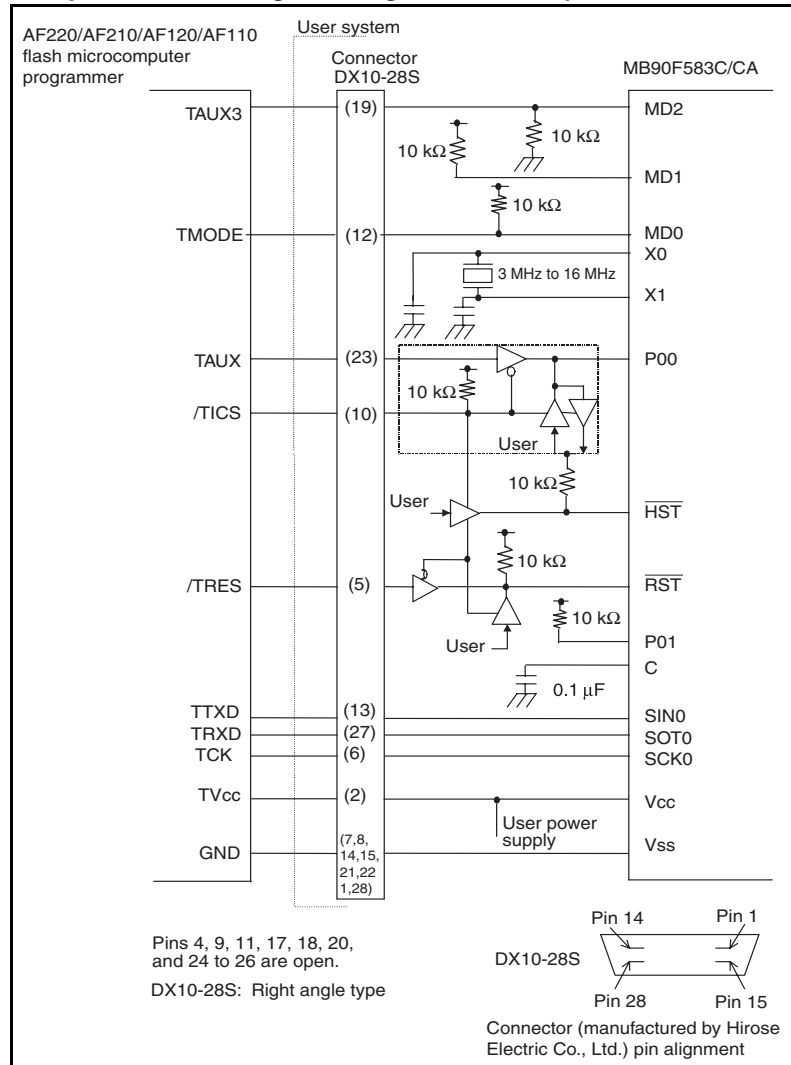 AF220/AF210/AF120/AF110
flash microcomputer
programmer
User system
Connector
DX10-28S
MB90F583C/CA
TAUX3
(19)
MD2
10 kΩ
10 kΩ
MD1
10 kΩ
TMODE
(12)
MD0
X0
3 MHz to 16 MHz
X1
TAUX
(23)
P00
10 kΩ
/TICS
(10)
User
10 kΩ
User
HST
10 kΩ
/TRES
(5)
RST
10 kΩ
User
P01
C
0.1 μF
TTXD
(13)
SIN0
TRXD
(27)
SOT0
TCK
(6)
SCK0
TVcc
(2)
Vcc
User power
supply
GND
(7,8,
14,15,
21,22
1,28)
Vss
Pins 4, 9, 11, 17, 18, 20,
and 24 to 26 are open.
DX10-28S: Right angle type
Pin 14
Pin 1
DX10-28S
Pin 28
Pin 15
Connector (manufactured by Hirose
Electric Co., Ltd.) pin alignment